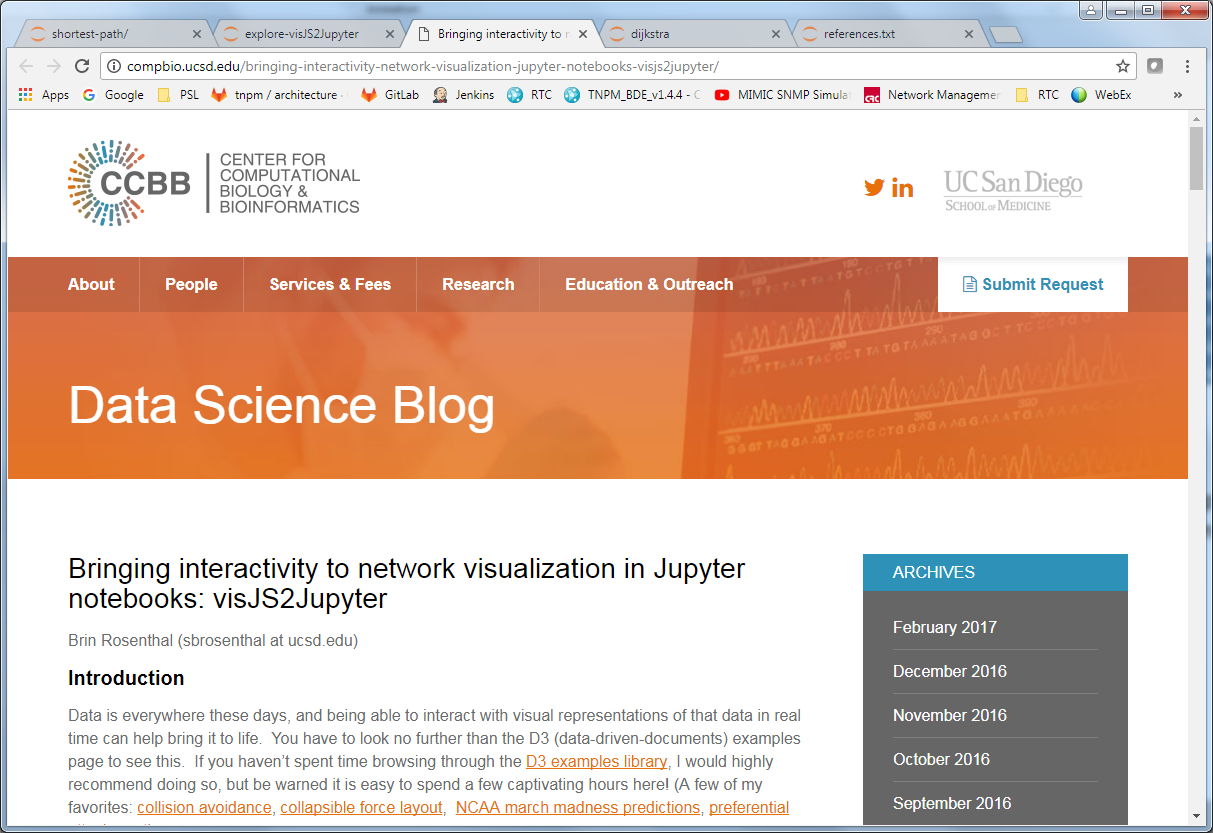 shortest-path/
explore-visJS2Jupyter
Bringing interactivity to
dijkstra
references.txt
compbio.ucsd.edu/bringing-interactivity-network-visualization-jupyter-notebooks-visjs2jupyter/
Apps
Google
PSL
tnpm / architecture ·
GitLab
Jenkins
RTC
TNPM_BDE_v1.4.4 -
MIMIC SNMP Simula
Network Managemen
RTC
WebEx
»
CCBB
CENTER FOR
COMPUTATIONAL
BIOLOGY &
BIOINFORMATICS
UC San Diego
SCHOOL OF MEDICINE
About
People
Services & Fees
Research
Education & Outreach
Submit Request
Data Science Blog
Bringing interactivity to network visualization in Jupyter
notebooks: visJS2Jupyter
Brin Rosenthal (sbrosenthal at ucsd.edu)
Introduction
Data is everywhere these days, and being able to interact with visual representations of that data in real
time can help bring it to life.  You have to look no further than the D3 (data-driven-documents) examples
page to see this.  If you haven’t spent time browsing through the D3 examples library, I would highly
recommend doing so, but be warned it is easy to spend a few captivating hours here! (A few of my
favorites: collision avoidance, collapsible force layout,  NCAA march madness predictions, preferential
ARCHIVES
February 2017
December 2016
November 2016
October 2016
September 2016